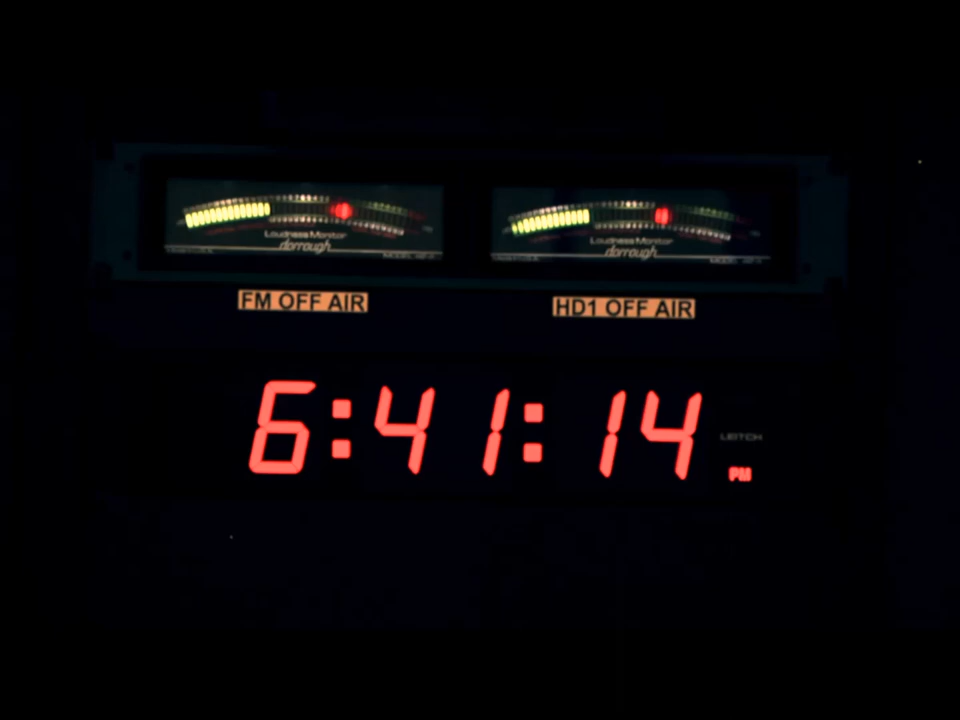 Loudness Monitor
dorrough
Loudness Monitor
dorrough
FM OFF AIR
HD1 OFF AIR
6:41:14
LEITCH
PM